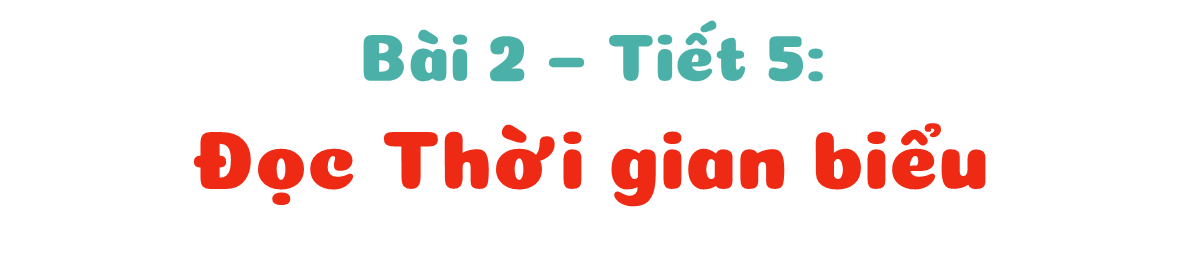 Bài 2 – Tiết 5:
Đọc Thời gian biểu